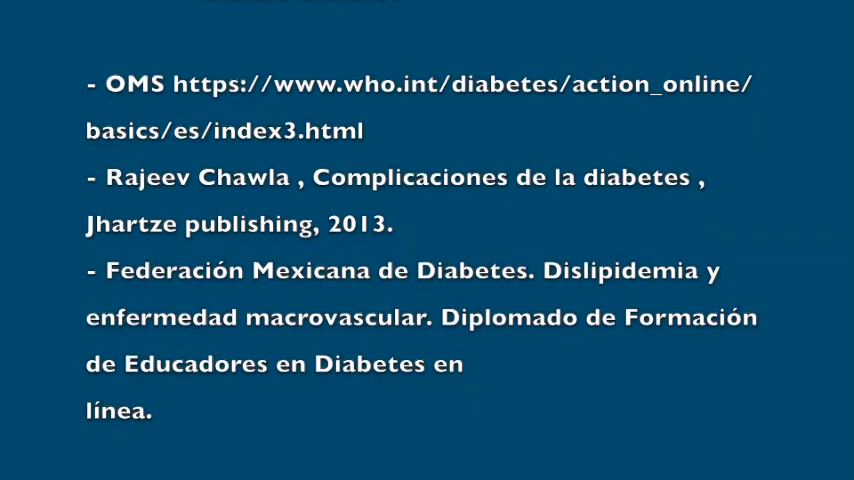 - OMS https://www.who.int/diabetes/action_online/
basics/es/index3.html
- Rajeev Chawla , Complicaciones de la diabetes ,
Jhartze publishing, 2013.
- Federación Mexicana de Diabetes. Dislipidemia y
enfermedad macrovascular. Diplomado de Formación
de Educadores en Diabetes en
línea.